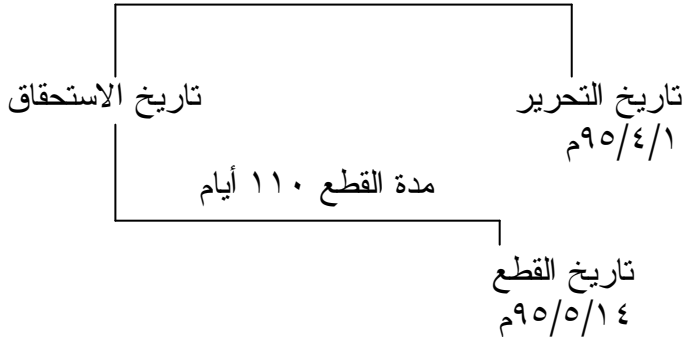 تاريخ التحرير
٩٥/٤/١م
تاريخ الاستحقاق
مدة القطع ١١٠ أيام
تاريخ القطع
٩٥/٥/١٤م